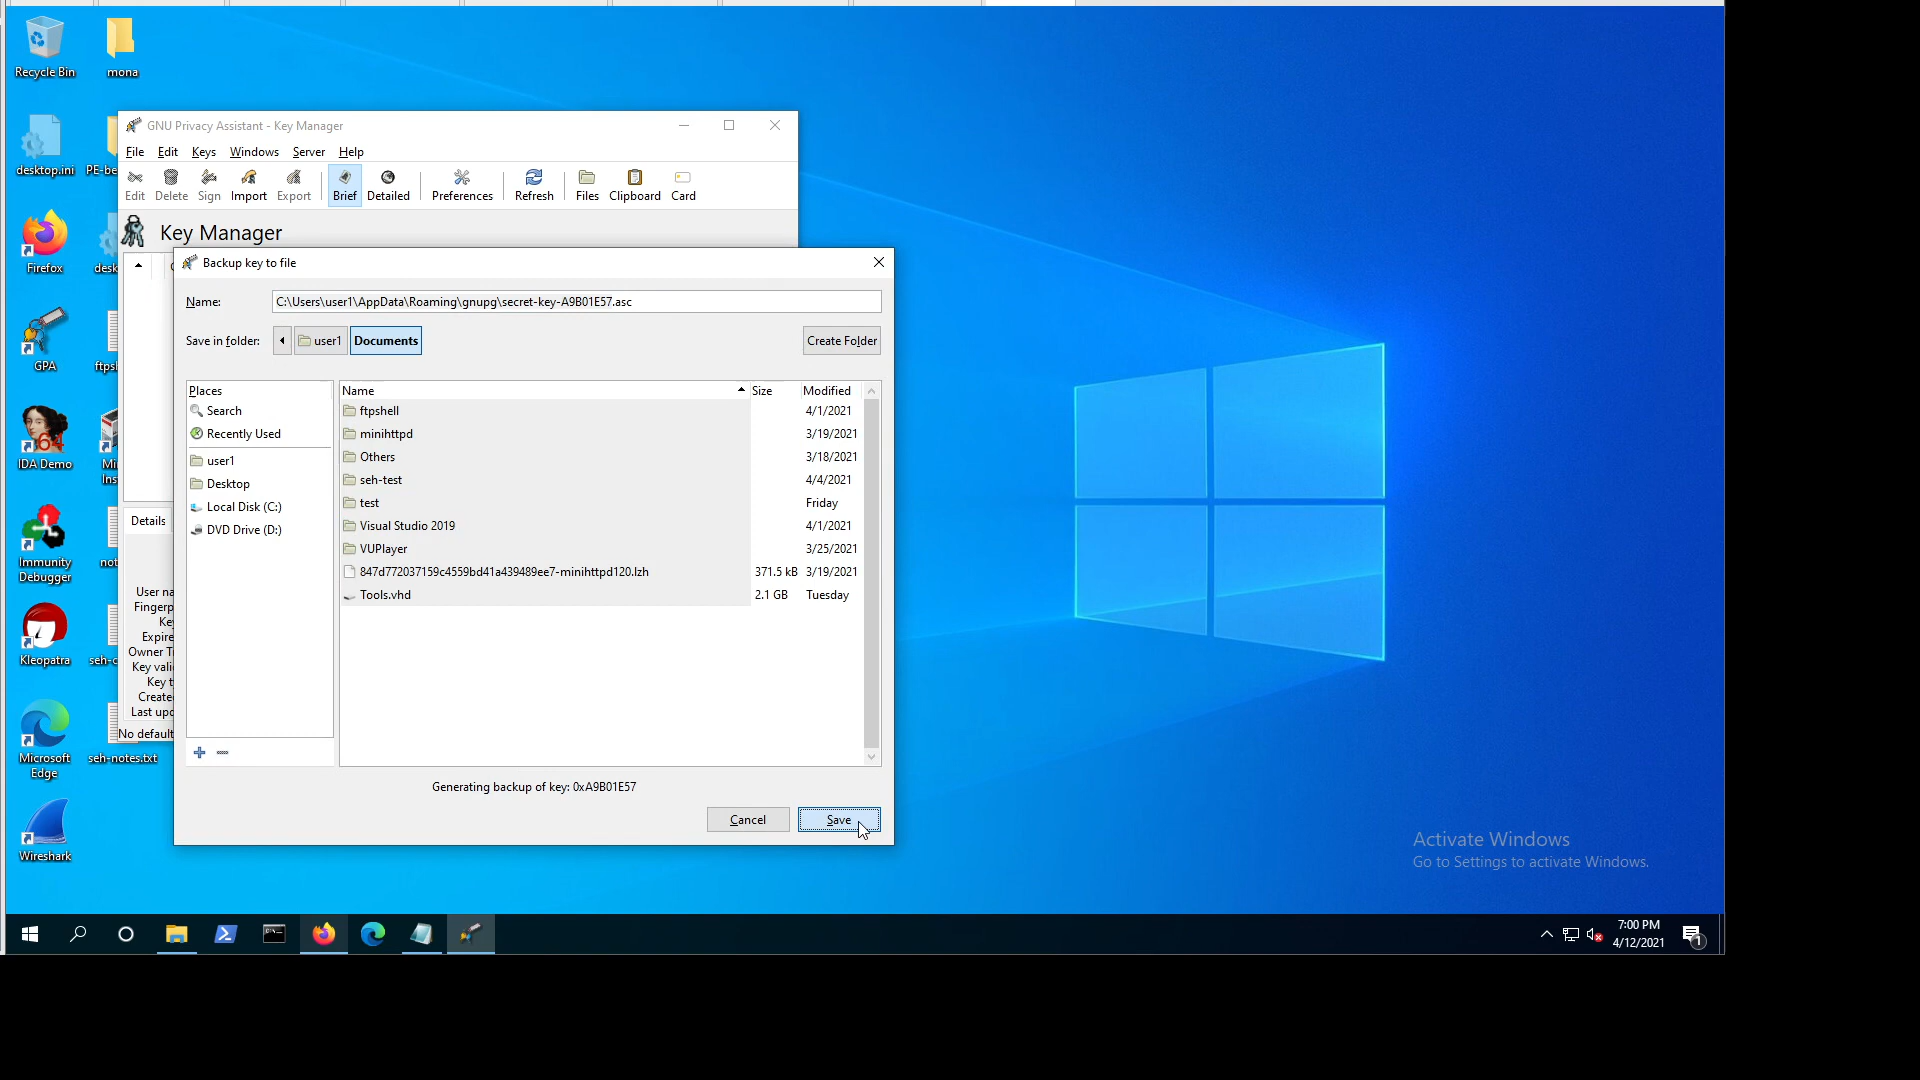 Recycle Bin
mona
desktop.ini
PE-be
Firefox
desk
GPA
ftpsl
64
IDA Demo
Mi
Ins
Immunity
Debugger
not
Kleopatra
seh-c
Microsoft
Edge
seh-notes.txt
Wireshark
GNU Privacy Assistant - Key Manager
File Edit Keys Windows Server Help
Edit Delete Sign Import Export Brief Detailed Preferences Refresh Files Clipboard Card
Key Manager
Details
User na
Fingerp
Ke
Expire
Owner T
Key vali
Key t
Create
Last upd
No default
Backup key to file
Name: C:\Users\user1\AppData\Roaming\gnupg\secret-key-A9B01E57.asc
Save in folder: user1 Documents Create Folder
Places
Search
Recently Used
user1
Desktop
Local Disk (C:)
DVD Drive (D:)
Name Size Modified
ftpshell 4/1/2021
minihttpd 3/19/2021
Others 3/18/2021
seh-test 4/4/2021
test Friday
Visual Studio 2019 4/1/2021
VUPlayer 3/25/2021
847d772037159c4559bd41a439489ee7-minihttpd120.lzh 371.5 kB 3/19/2021
Tools.vhd 2.1 GB Tuesday
Generating backup of key: 0xA9B01E57
Cancel Save
Activate Windows
Go to Settings to activate Windows.
7:00 PM
4/12/2021
1